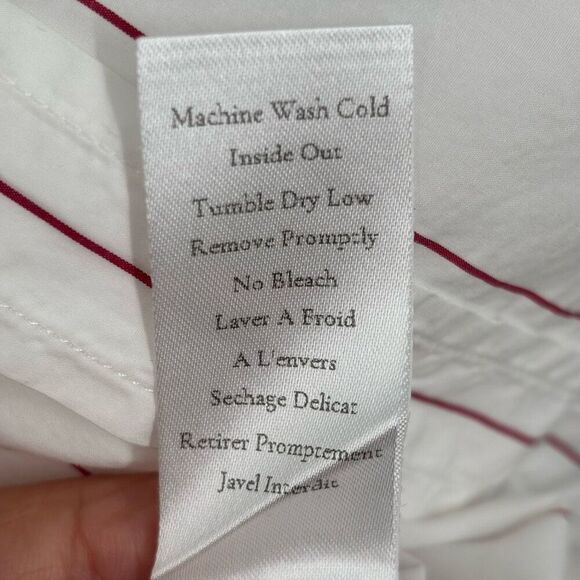 Machine Wash Cold
Inside Out
Tumble Dry Low
Remove Promptly
No Bleach
Laver A Froid
A L'envers
Sechage Delicat
Retirer Promptement
Javel Interdit